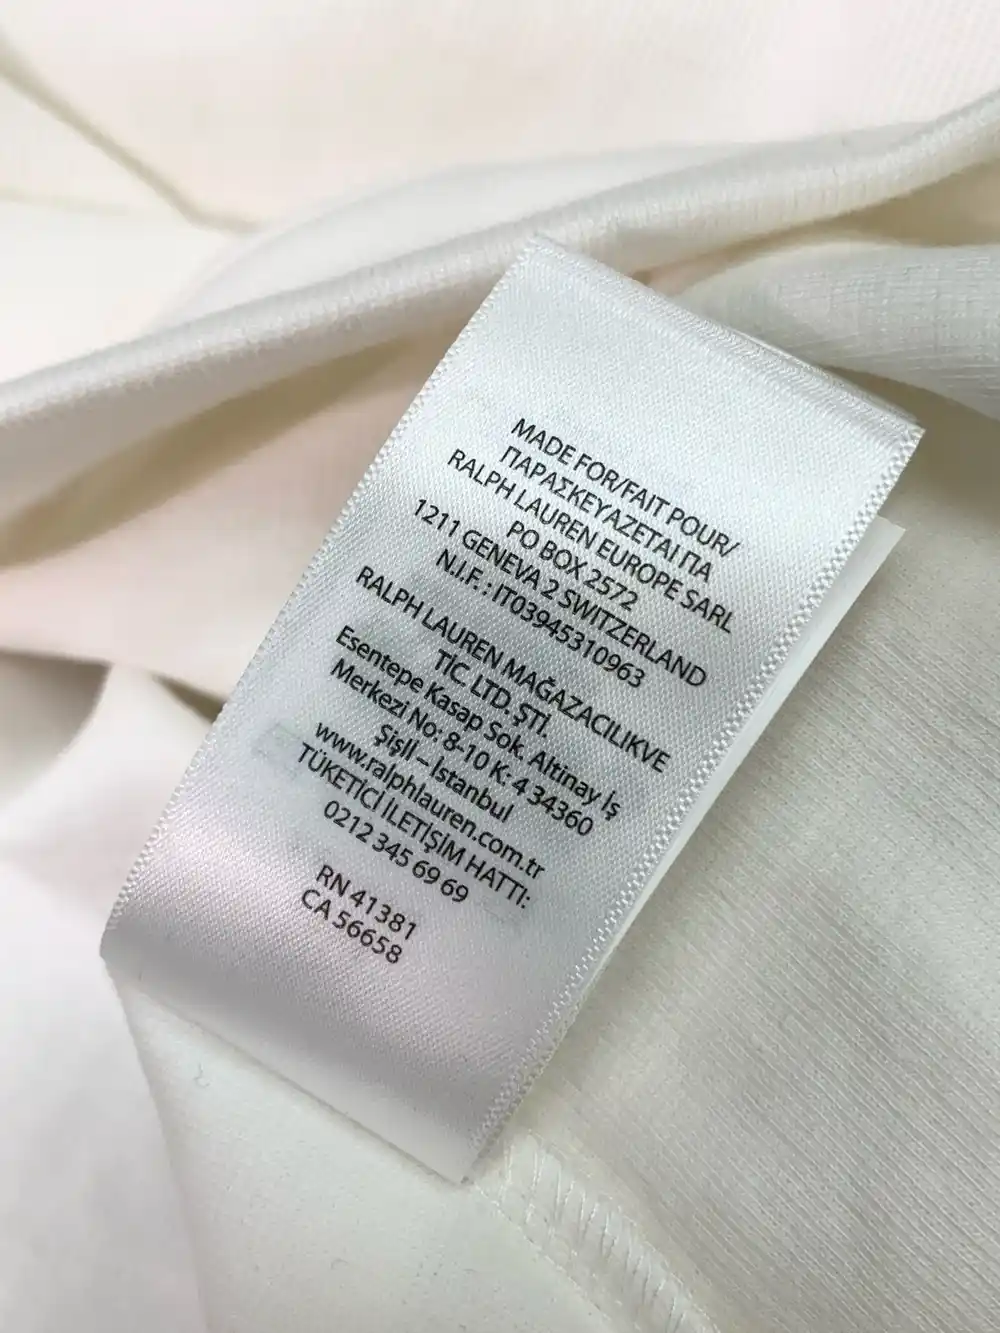 MADE FOR/FAIT POUR/
ΠΑΡΑΣΚΕΥΑΖΕΤΑΙ ΠΑ
RALPH LAUREN EUROPE SARL
PO BOX 2572
1211 GENEVA 2 SWITZERLAND
N.I.F. : IT03945310963
RALPH LAUREN MAĞAZACILIKVE
TİC LTD. ŞTİ.
Esentepe Kasap Sok. Altinay İş
Merkezi No: 8-10 K: 4 34360
Şişlİ – İstanbul
www.ralphlauren.com.tr
TÜKETİCİ İLETİŞİM HATTI:
0212 345 69 69
RN 41381
CA 56658